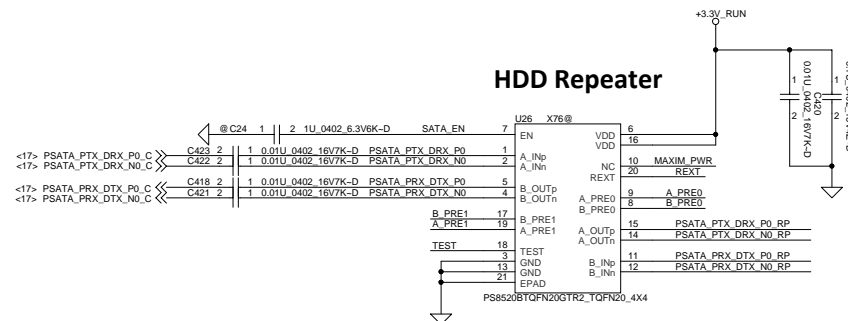 +3.3V_RUN
HDD Repeater
0.01U_0402_16V7K~D
C420
1
2
1
2
U26 X76@
@ C24 1 2 1U_0402_6.3V6K~D SATA_EN 7 EN VDD 6
VDD 16
<17> PSATA_PTX_DRX_P0_C C423 2 1 0.01U_0402_16V7K~D PSATA_PTX_DRX_P0 1 A_INp
<17> PSATA_PTX_DRX_N0_C C422 2 1 0.01U_0402_16V7K~D PSATA_PTX_DRX_N0 2 A_INn
NC 10 MAXIM_PWR
REXT 20 REXT
<17> PSATA_PRX_DTX_P0_C C418 2 1 0.01U_0402_16V7K~D PSATA_PRX_DTX_P0 5 B_OUTp
<17> PSATA_PRX_DTX_N0_C C421 2 1 0.01U_0402_16V7K~D PSATA_PRX_DTX_N0 4 B_OUTn
A_PRE0 9 A_PRE0
B_PRE0 8 B_PRE0
B_PRE1 17 B_PRE1
A_PRE1 19 A_PRE1
A_OUTp 15 PSATA_PTX_DRX_P0_RP
A_OUTn 14 PSATA_PTX_DRX_N0_RP
TEST 18 TEST
3 GND
13 GND
21 EPAD
B_INp 11 PSATA_PRX_DTX_P0_RP
B_INn 12 PSATA_PRX_DTX_N0_RP
PS8520BTQFN20GTR2_TQFN20_4X4